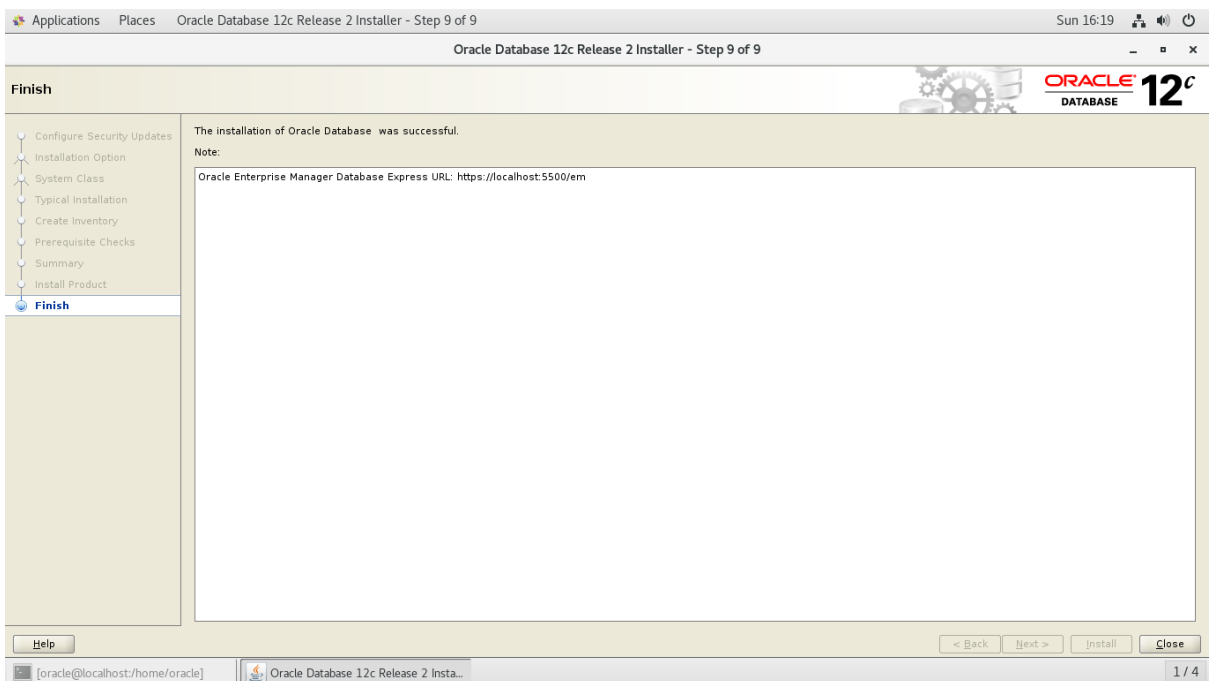 Applications Places Oracle Database 12c Release 2 Installer - Step 9 of 9 Sun 16:19
Oracle Database 12c Release 2 Installer - Step 9 of 9
Finish
ORACLE®
DATABASE
12c
Configure Security Updates
Installation Option
System Class
Typical Installation
Create Inventory
Prerequisite Checks
Summary
Install Product
Finish
The installation of Oracle Database was successful.
Note:
Oracle Enterprise Manager Database Express URL: https://localhost:5500/em
Help < Back Next > Install Close
[oracle@localhost:/home/oracle] Oracle Database 12c Release 2 Insta... 1 / 4